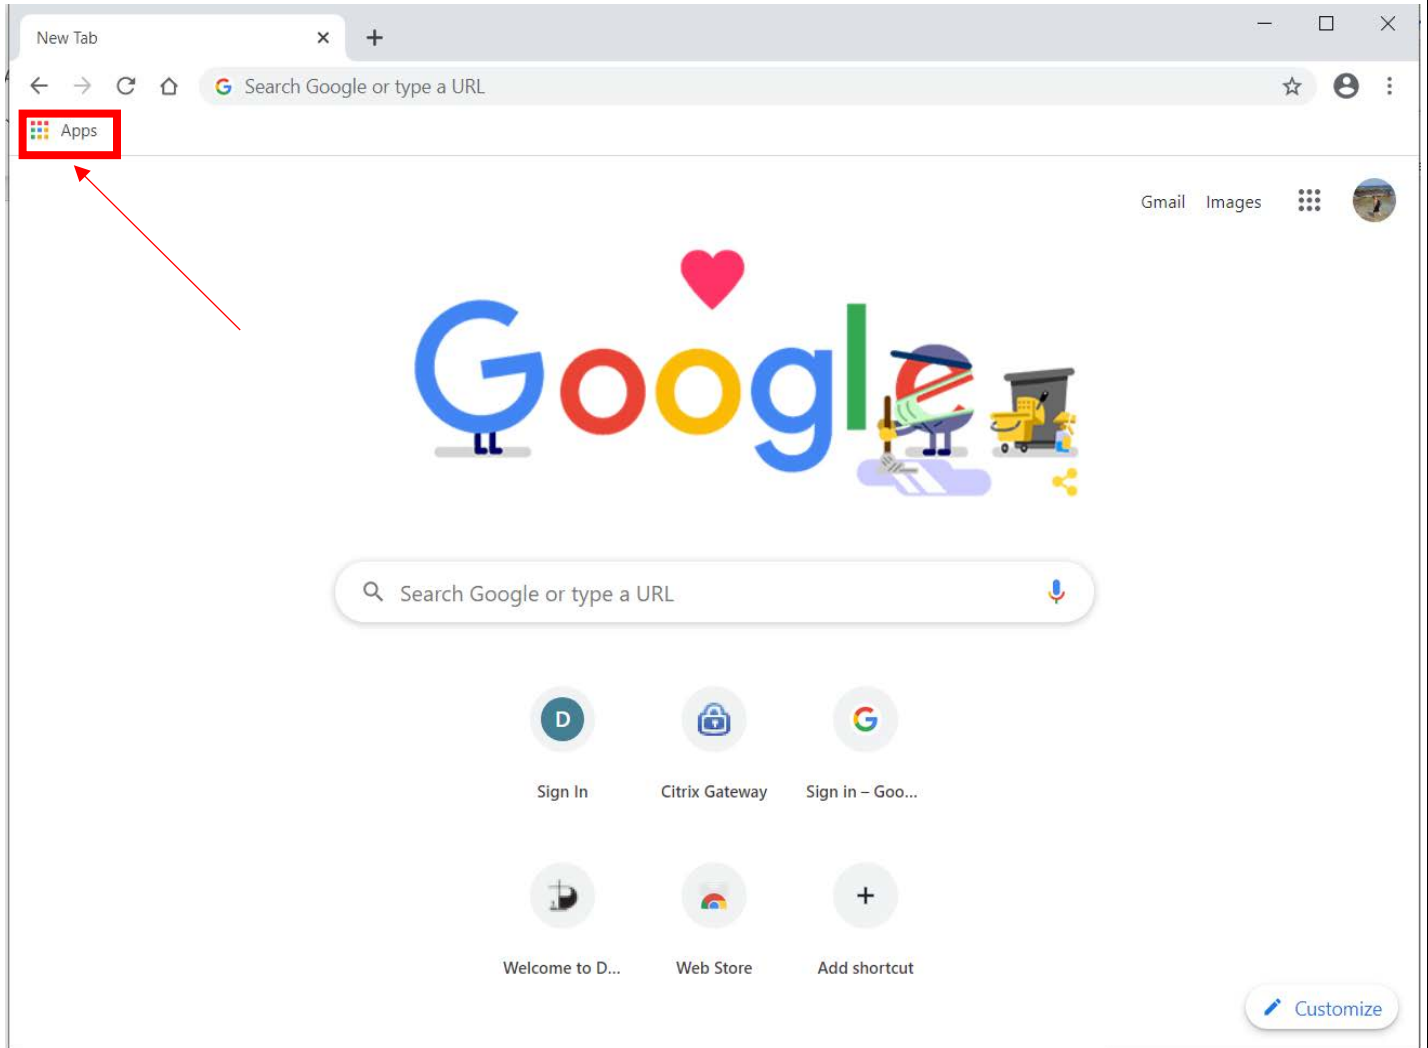 New Tab
Search Google or type a URL
Apps
Gmail Images
Google
Search Google or type a URL
D
Sign In
Citrix Gateway
Sign in – Goo...
Welcome to D...
Web Store
Add shortcut
Customize